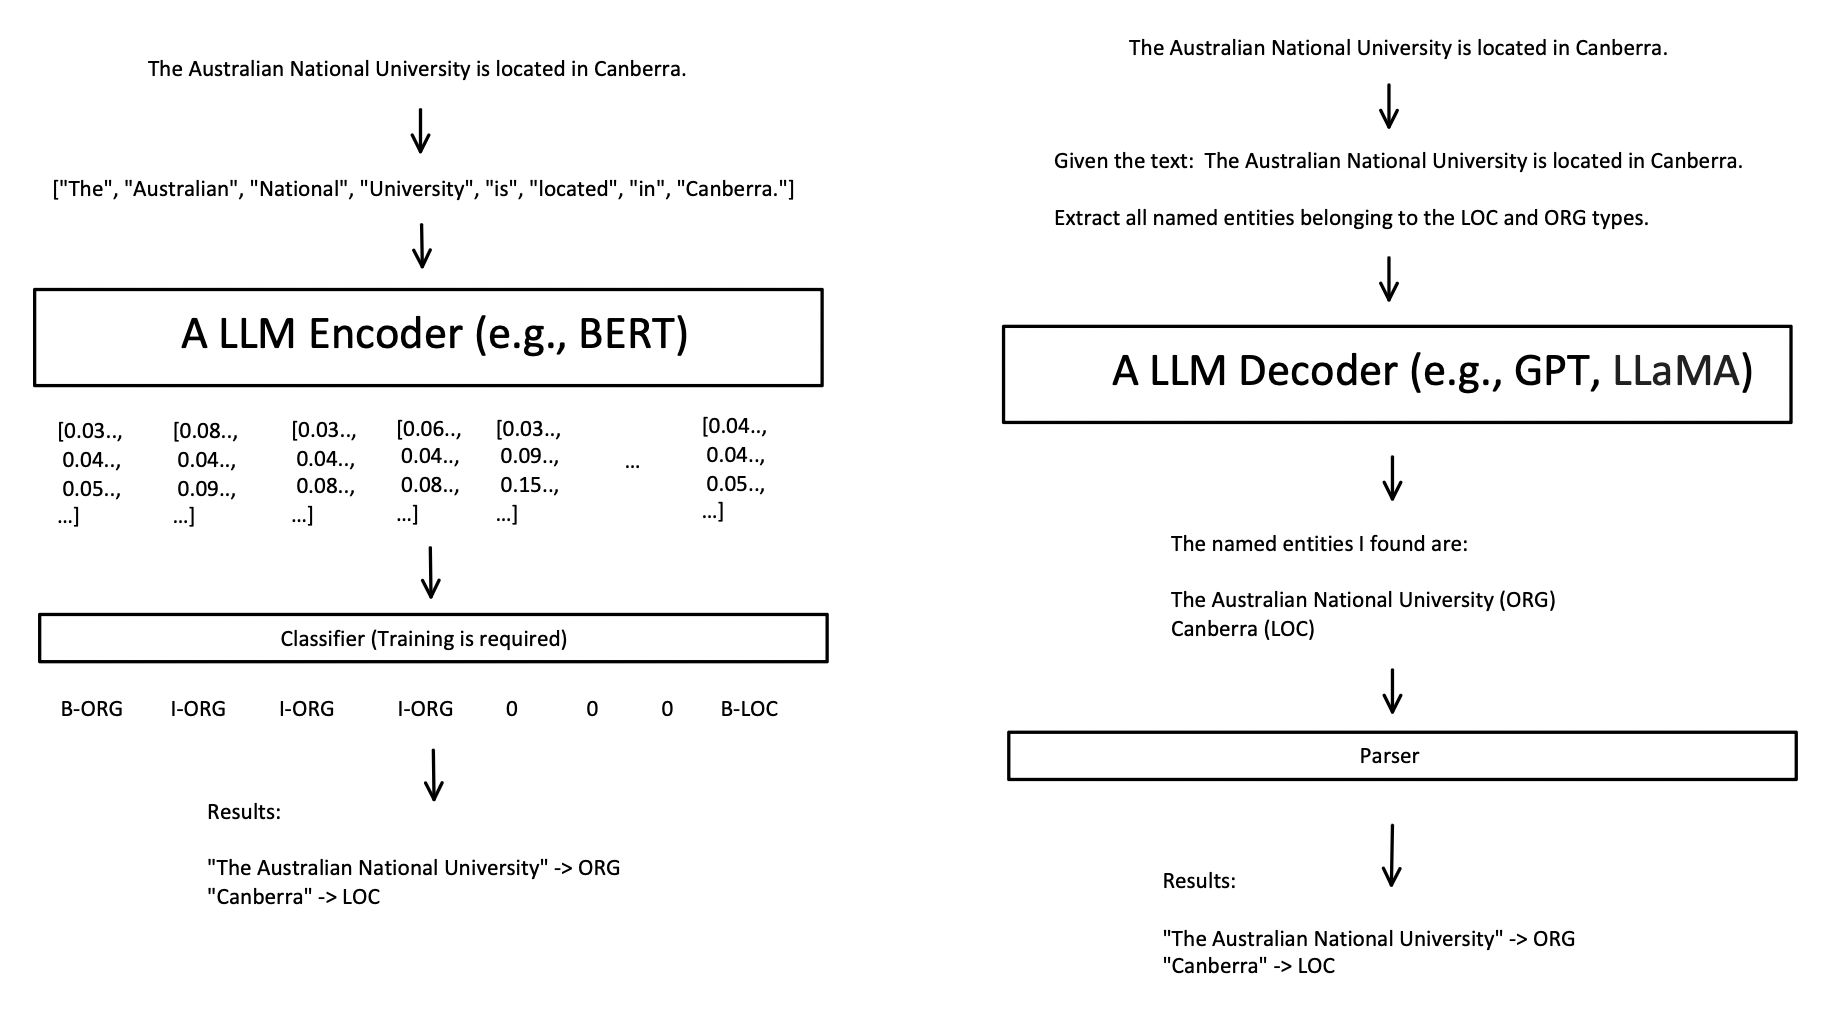 The Australian National University is located in Canberra.
["The", "Australian", "National", "University", "is", "located", "in", "Canberra."]
A LLM Encoder (e.g., BERT)
[0.03.., [0.08.., [0.03.., [0.06.., [0.03.., [0.04..,
0.04.., 0.04.., 0.04.., 0.04.., 0.09.., ... 0.04..,
0.05.., 0.09.., 0.08.., 0.08.., 0.15.., 0.05..,
...] ...] ...] ...] ...] ...]
Classifier (Training is required)
B-ORG I-ORG I-ORG I-ORG 0 0 0 B-LOC
Results:
"The Australian National University" -> ORG
"Canberra" -> LOC
The Australian National University is located in Canberra.
Given the text:  The Australian National University is located in Canberra.
Extract all named entities belonging to the LOC and ORG types.
A LLM Decoder (e.g., GPT, LLaMA)
The named entities I found are:
The Australian National University (ORG)
Canberra (LOC)
Parser
Results:
"The Australian National University" -> ORG
"Canberra" -> LOC